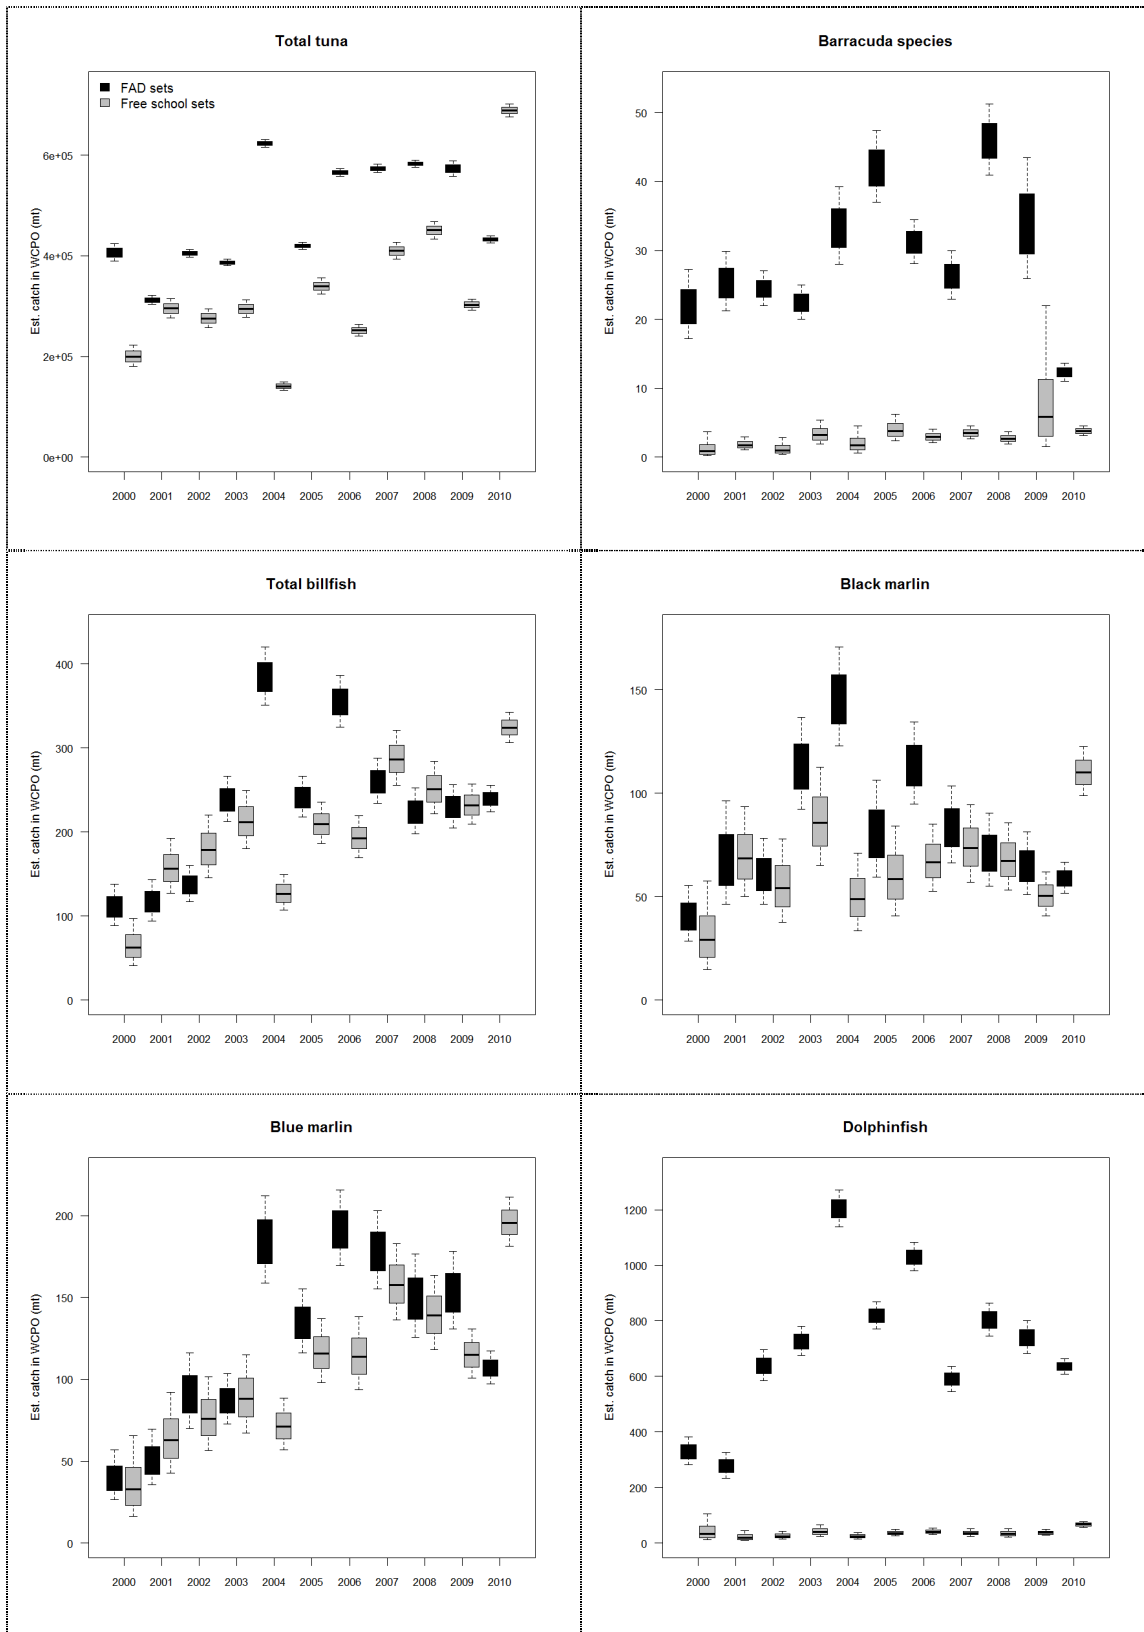 Total tuna
FAD sets
Free school sets
Est. catch in WCPO (mt)
6e+05
4e+05
2e+05
0e+00
2000 2001 2002 2003 2004 2005 2006 2007 2008 2009 2010
Barracuda species
Est. catch in WCPO (mt)
50
40
30
20
10
0
2000 2001 2002 2003 2004 2005 2006 2007 2008 2009 2010
Total billfish
Est. catch in WCPO (mt)
400
300
200
100
0
2000 2001 2002 2003 2004 2005 2006 2007 2008 2009 2010
Black marlin
Est. catch in WCPO (mt)
150
100
50
0
2000 2001 2002 2003 2004 2005 2006 2007 2008 2009 2010
Blue marlin
Est. catch in WCPO (mt)
200
150
100
50
0
2000 2001 2002 2003 2004 2005 2006 2007 2008 2009 2010
Dolphinfish
Est. catch in WCPO (mt)
1200
1000
800
600
400
200
0
2000 2001 2002 2003 2004 2005 2006 2007 2008 2009 2010